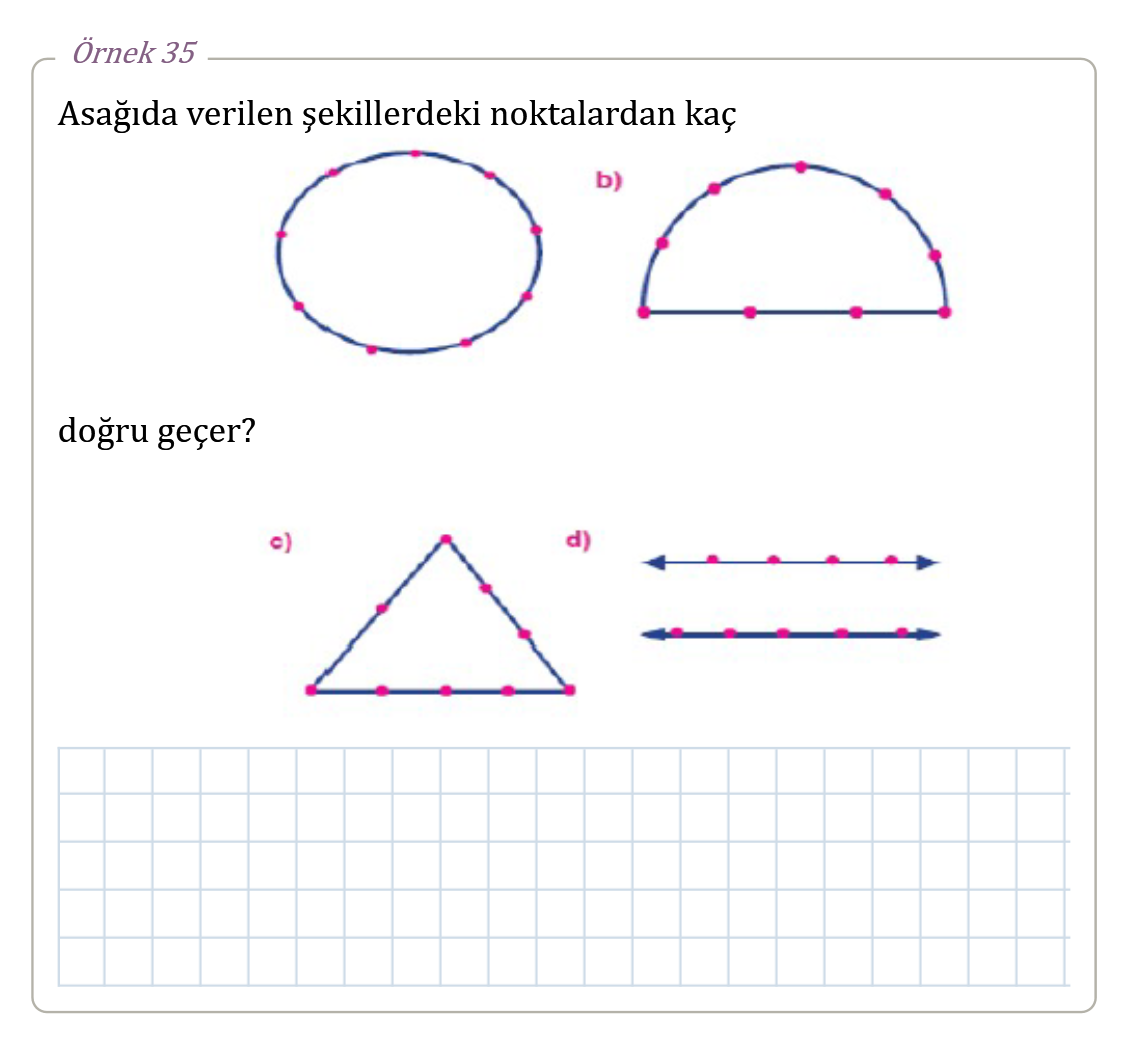 Örnek 35
Asağıda verilen şekillerdeki noktalardan kaç
b)
doğru geçer?
c)
d)